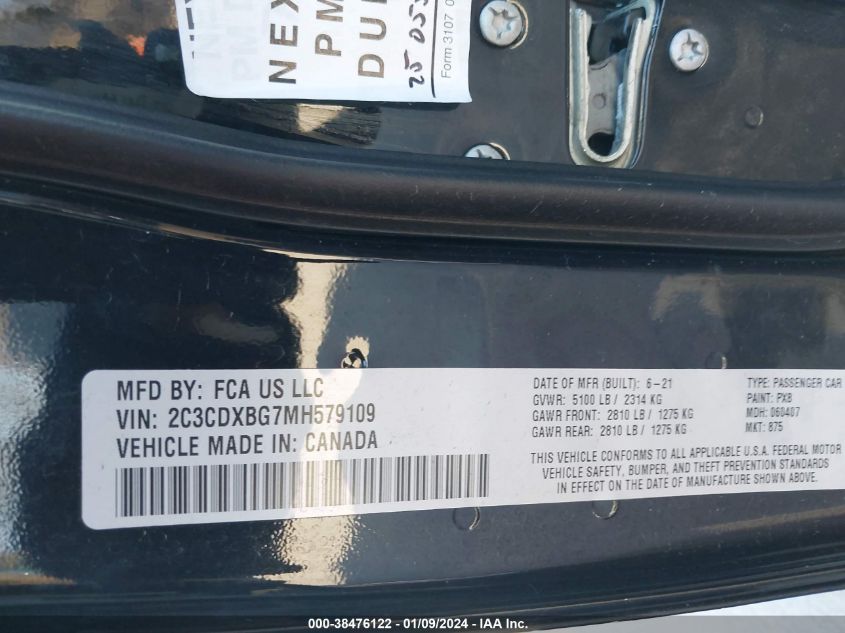 NEX
PM
DU
25 055
Form 3107 0
MFD BY: FCA US LLC
VIN: 2C3CDXBG7MH579109
VEHICLE MADE IN: CANADA
DATE OF MFR (BUILT): 6-21
GVWR: 5100 LB / 2314 KG
GAWR FRONT: 2810 LB / 1275 KG
GAWR REAR: 2810 LB / 1275 KG
TYPE: PASSENGER CAR
PAINT: PX8
MDH: 060407
MKT: 875
THIS VEHICLE CONFORMS TO ALL APPLICABLE U.S.A. FEDERAL MOTOR
VEHICLE SAFETY, BUMPER, AND THEFT PREVENTION STANDARDS
IN EFFECT ON THE DATE OF MANUFACTURE SHOWN ABOVE.
000-38476122 - 01/09/2024 - IAA Inc.